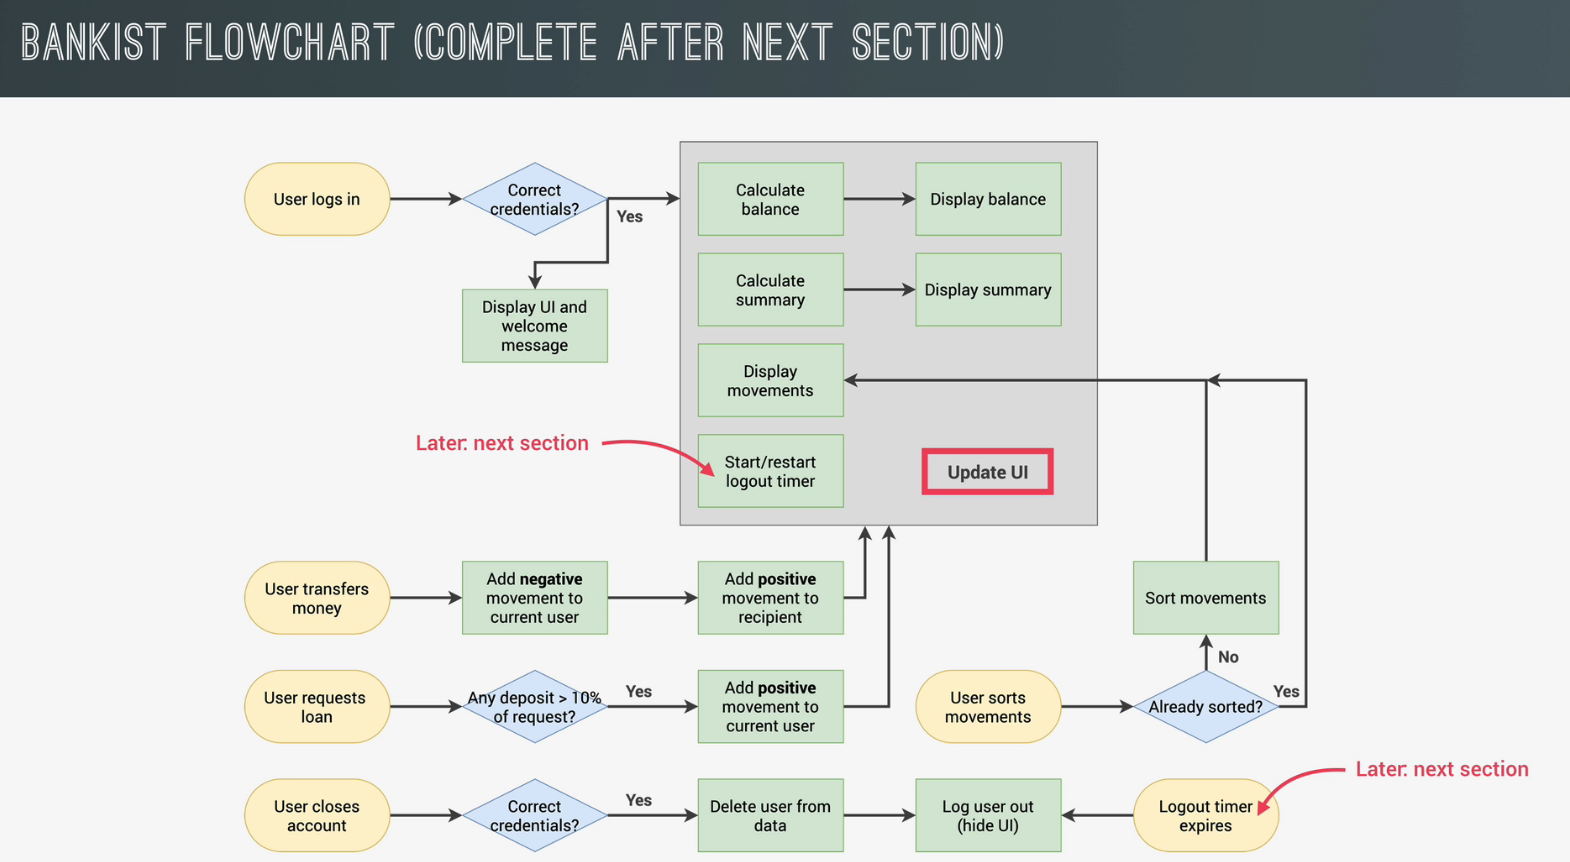 BANKIST FLOWCHART (COMPLETE AFTER NEXT SECTION)
User logs in
Correct
credentials?
Yes
Display UI and
welcome
message
Calculate
balance
Display balance
Calculate
summary
Display summary
Display
movements
Later: next section
Start/restart
logout timer
Update UI
User transfers
money
Add negative
movement to
current user
Add positive
movement to
recipient
Sort movements
No
User requests
loan
Any deposit > 10%
of request?
Yes
Add positive
movement to
current user
User sorts
movements
Already sorted?
Yes
User closes
account
Correct
credentials?
Yes
Delete user from
data
Log user out
(hide UI)
Logout timer
expires
Later: next section